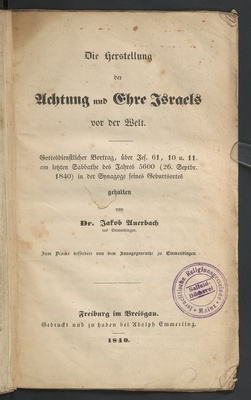 Die Herstellung
der
Achtung und Ehre Israels
vor der Welt.
Gottesdienstlicher Vortrag, über Jes. 61, 10 u. 11.
am letzten Sabbathe des Jahres 5600 (26. Septbr.
1840) in der Synagoge seines Geburtsortes
gehalten
von
Dr. Jakob Auerbach
aus Emmendingen.
Zum Drucke befördert von dem Synagogenrathe zu Emmendingen.
Israelitische Religionsgemeinde
Mainz
Freiburg im Breisgau.
Gedruckt und zu haben bei Adolph Emmerling.
1840.